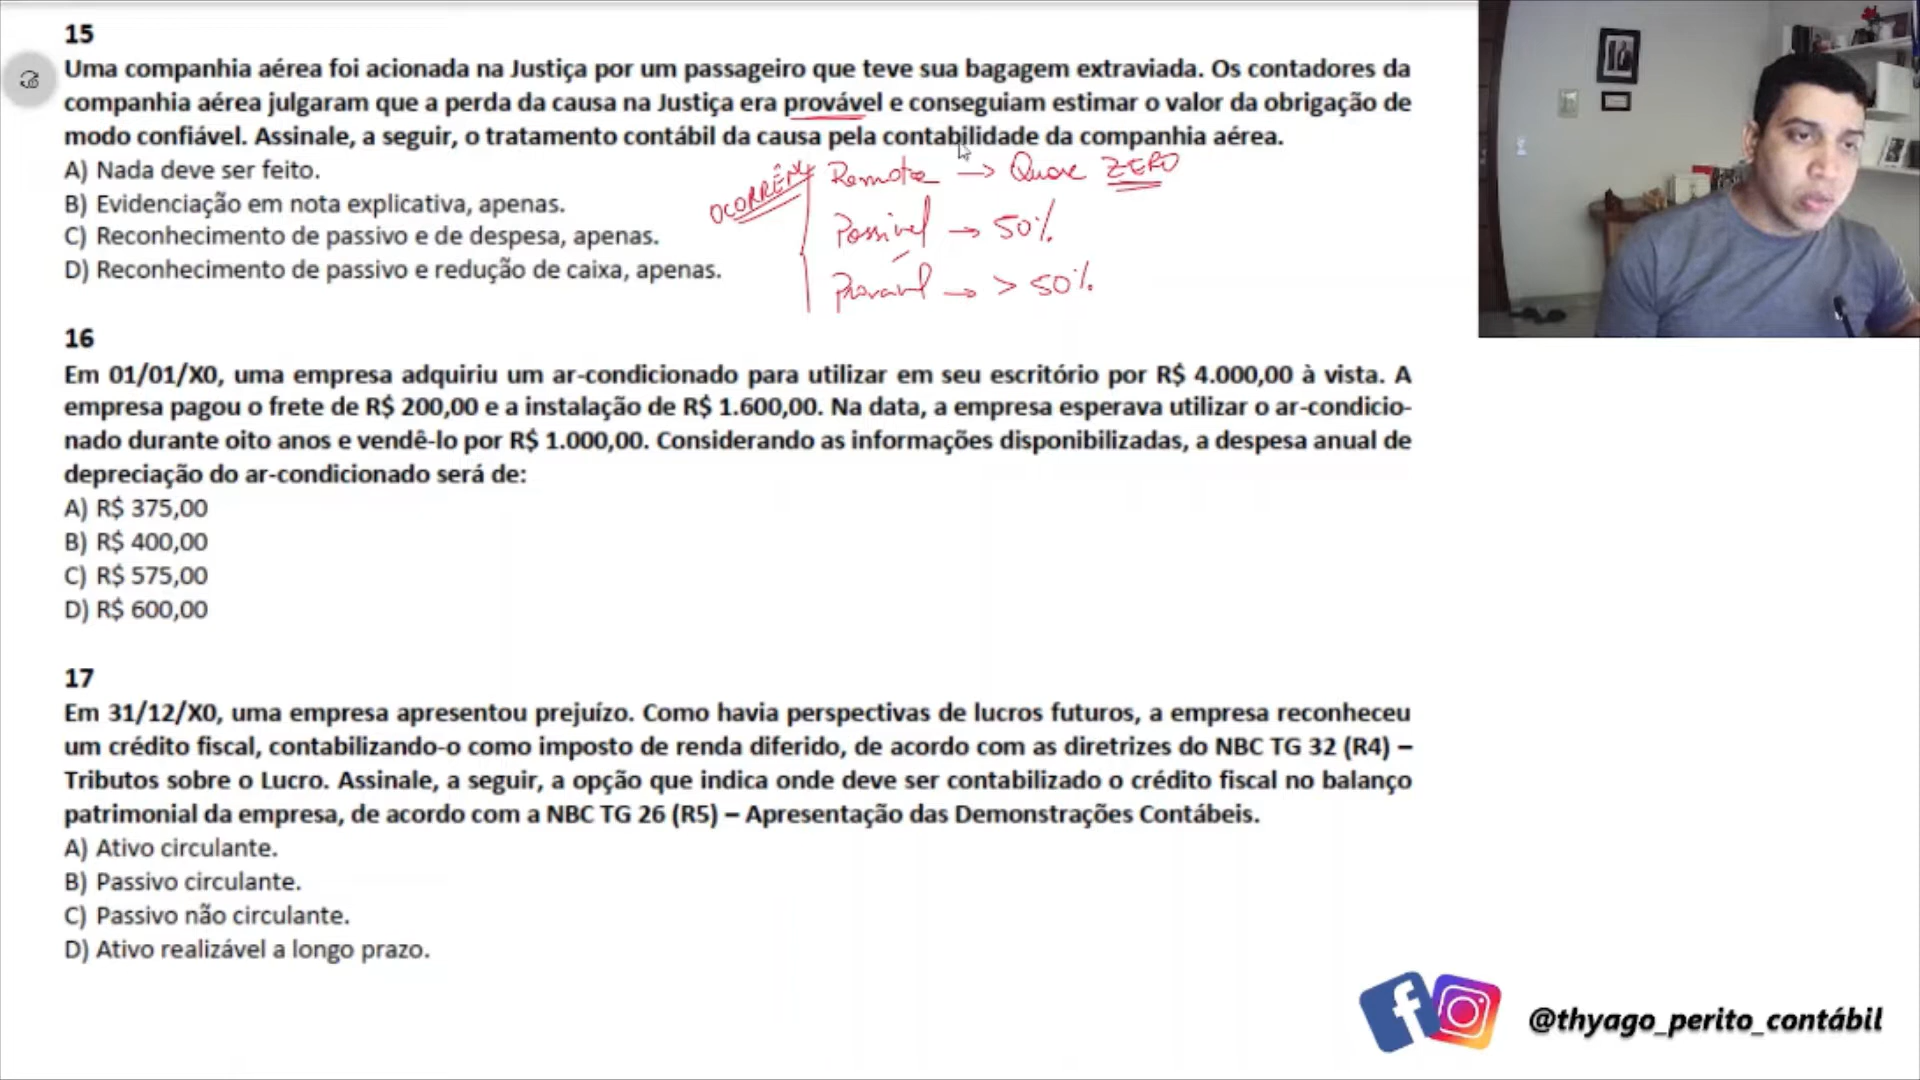 15
Uma companhia aérea foi acionada na Justiça por um passageiro que teve sua bagagem extraviada. Os contadores da
companhia aérea julgaram que a perda da causa na Justiça era provável e conseguiam estimar o valor da obrigação de
modo confiável. Assinale, a seguir, o tratamento contábil da causa pela contabilidade da companhia aérea.
A) Nada deve ser feito.
B) Evidenciação em nota explicativa, apenas.
C) Reconhecimento de passivo e de despesa, apenas.
D) Reconhecimento de passivo e redução de caixa, apenas.
Remota → Quase ZERO
Possível → 50%
Provável → > 50%
16
Em 01/01/X0, uma empresa adquiriu um ar-condicionado para utilizar em seu escritório por R$ 4.000,00 à vista. A
empresa pagou o frete de R$ 200,00 e a instalação de R$ 1.600,00. Na data, a empresa esperava utilizar o ar-condicio-
nado durante oito anos e vendê-lo por R$ 1.000,00. Considerando as informações disponibilizadas, a despesa anual de
depreciação do ar-condicionado será de:
A) R$ 375,00
B) R$ 400,00
C) R$ 575,00
D) R$ 600,00
17
Em 31/12/X0, uma empresa apresentou prejuízo. Como havia perspectivas de lucros futuros, a empresa reconheceu
um crédito fiscal, contabilizando-o como imposto de renda diferido, de acordo com as diretrizes do NBC TG 32 (R4) –
Tributos sobre o Lucro. Assinale, a seguir, a opção que indica onde deve ser contabilizado o crédito fiscal no balanço
patrimonial da empresa, de acordo com a NBC TG 26 (R5) – Apresentação das Demonstrações Contábeis.
A) Ativo circulante.
B) Passivo circulante.
C) Passivo não circulante.
D) Ativo realizável a longo prazo.
@thyago_perito_contábil